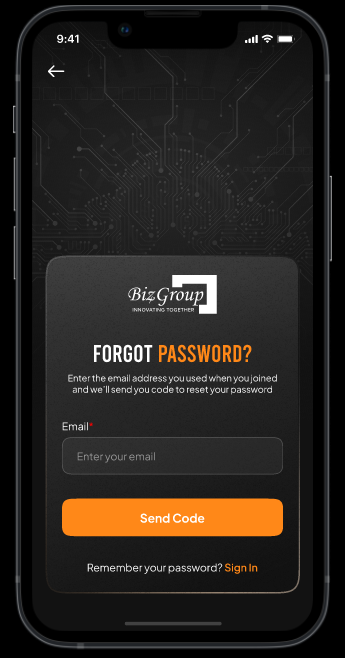 9:41
BizGroup
INNOVATING TOGETHER
FORGOT PASSWORD?
Enter the email address you used when you joined
and we'll send you code to reset your password
Email*
Enter your email
Send Code
Remember your password? Sign In